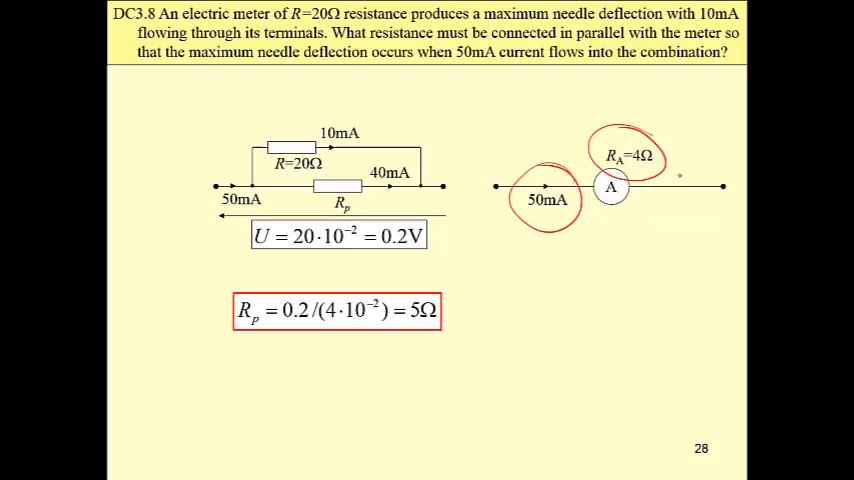 DC3.8 An electric meter of R=20Ω resistance produces a maximum needle deflection with 10mA
flowing through its terminals. What resistance must be connected in parallel with the meter so
that the maximum needle deflection occurs when 50mA current flows into the combination?
10mA
R=20Ω
40mA
50mA
Rₚ
U = 20·10⁻² = 0.2V
Rₚ = 0.2/(4·10⁻²) = 5Ω
R_A=4Ω
A
50mA
28